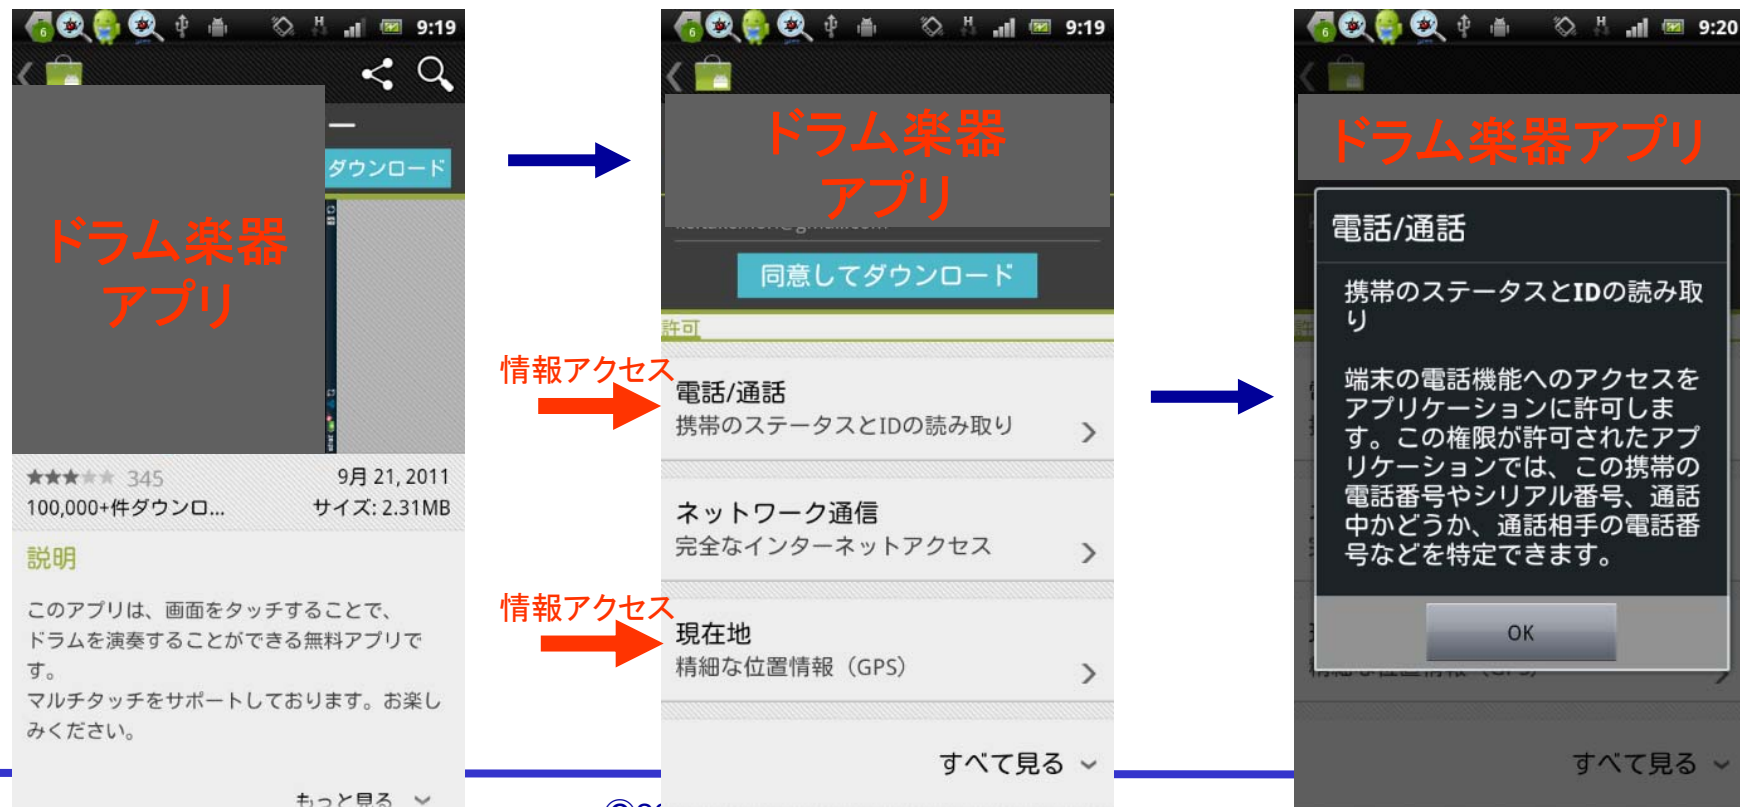 6
H
9:19
ダウンロード
ドラム楽器
アプリ
345
9月 21, 2011
100,000+件ダウンロ...
サイズ: 2.31MB
説明
このアプリは、画面をタッチすることで、
ドラムを演奏することができる無料アプリで
す。
マルチタッチをサポートしております。お楽し
みください。
もっと見る
6
H
9:19
ドラム楽器
アプリ
同意してダウンロード
許可
情報アクセス
電話/通話
携帯のステータスとIDの読み取り
ネットワーク通信
完全なインターネットアクセス
情報アクセス
現在地
精細な位置情報（GPS）
すべて見る
6
H
9:20
ドラム楽器アプリ
電話/通話
携帯のステータスとIDの読み取
り
端末の電話機能へのアクセスを
アプリケーションに許可しま
す。この権限が許可されたアプ
リケーションでは、この携帯の
電話番号やシリアル番号、通話
中かどうか、通話相手の電話番
号などを特定できます。
OK
精細な位置情報（GPS）
すべて見る